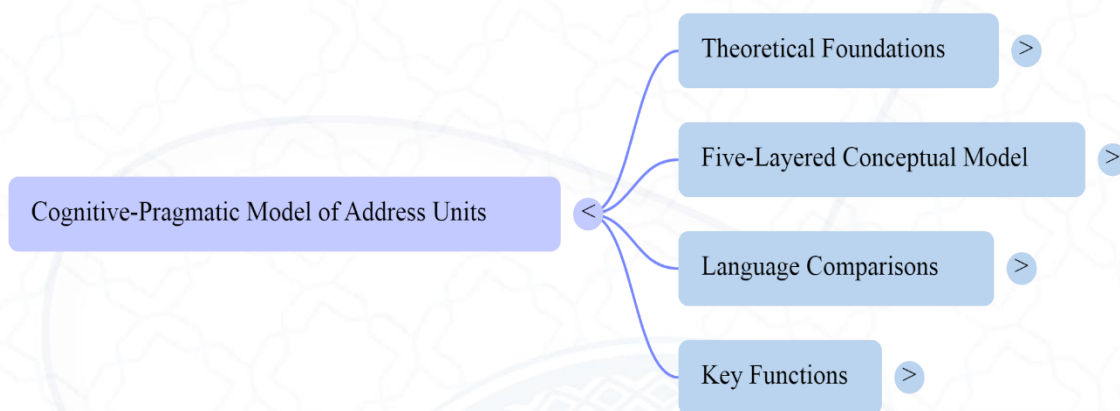 Theoretical Foundations >
Five-Layered Conceptual Model >
Cognitive-Pragmatic Model of Address Units <
Language Comparisons >
Key Functions >